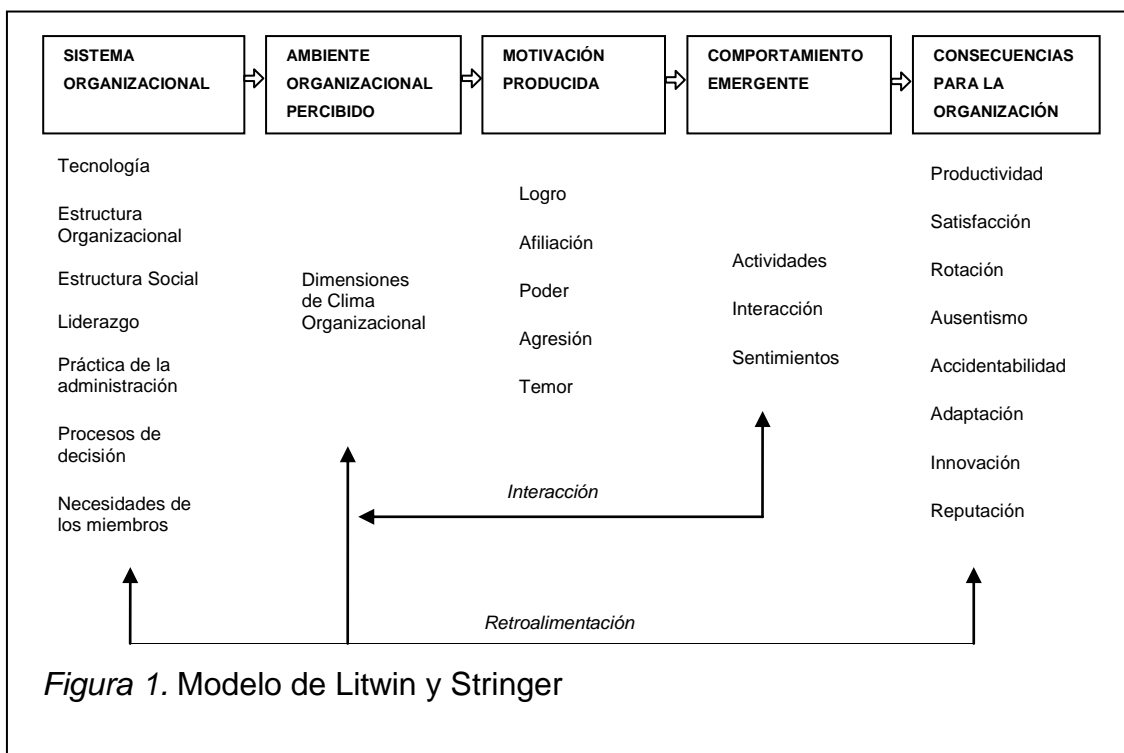 SISTEMA
ORGANIZACIONAL
AMBIENTE
ORGANIZACIONAL
PERCIBIDO
MOTIVACIÓN
PRODUCIDA
COMPORTAMIENTO
EMERGENTE
CONSECUENCIAS
PARA LA
ORGANIZACIÓN
Tecnología
Estructura
Organizacional
Estructura Social
Liderazgo
Práctica de la
administración
Procesos de
decisión
Necesidades de
los miembros
Dimensiones
de Clima
Organizacional
Logro
Afiliación
Poder
Agresión
Temor
Actividades
Interacción
Sentimientos
Productividad
Satisfacción
Rotación
Ausentismo
Accidentabilidad
Adaptación
Innovación
Reputación
Interacción
Retroalimentación
Figura 1. Modelo de Litwin y Stringer